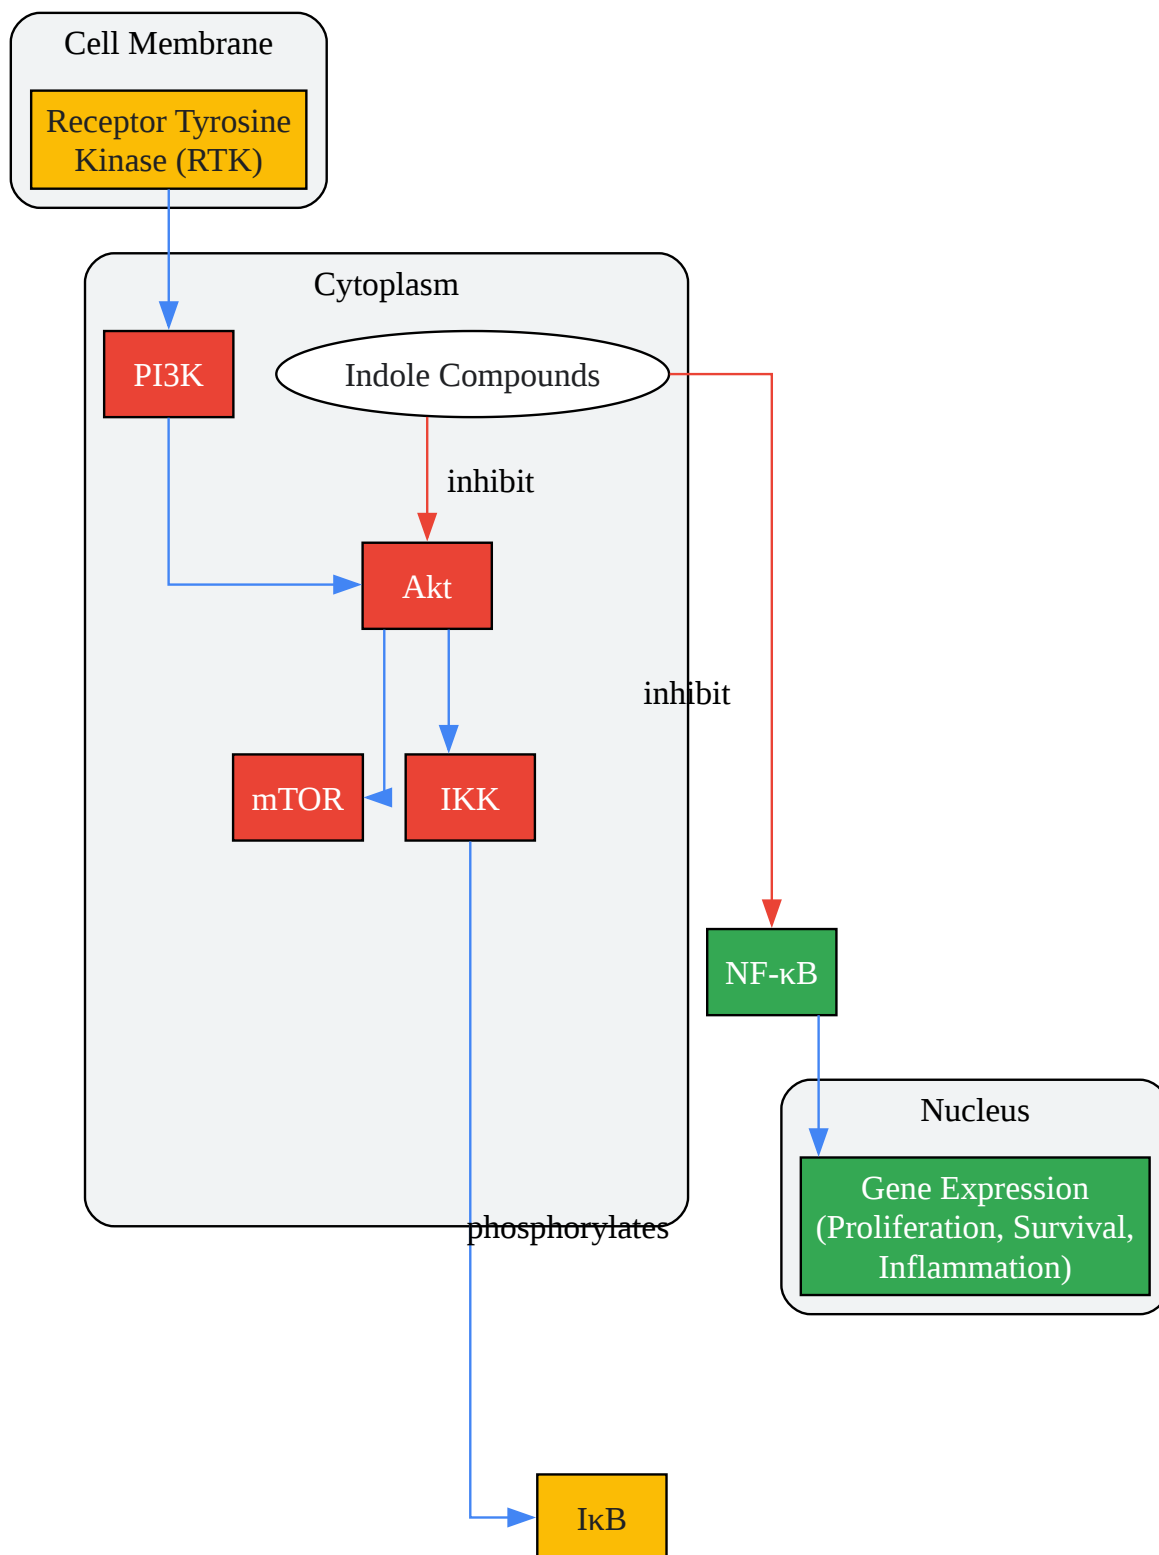 Cell Membrane
Receptor Tyrosine
Kinase (RTK)
Cytoplasm
PI3K
Indole Compounds
inhibit
Akt
inhibit
mTOR
IKK
NF-κB
Nucleus
Gene Expression
(Proliferation, Survival,
Inflammation)
phosphorylates
IκB